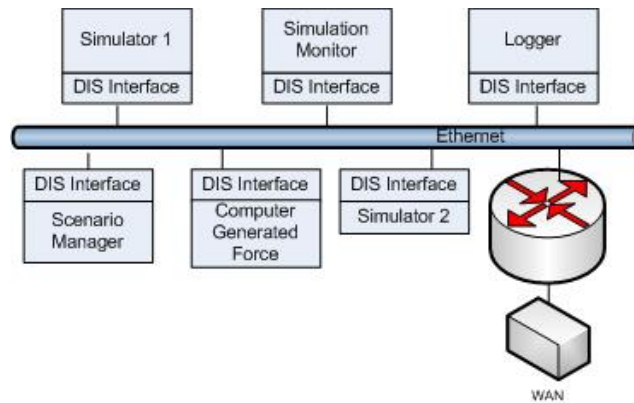 Simulator 1
DIS Interface
Simulation
Monitor
DIS Interface
Logger
DIS Interface
Ethernet
DIS Interface
Scenario
Manager
DIS Interface
Computer
Generated
Force
DIS Interface
Simulator 2
WAN